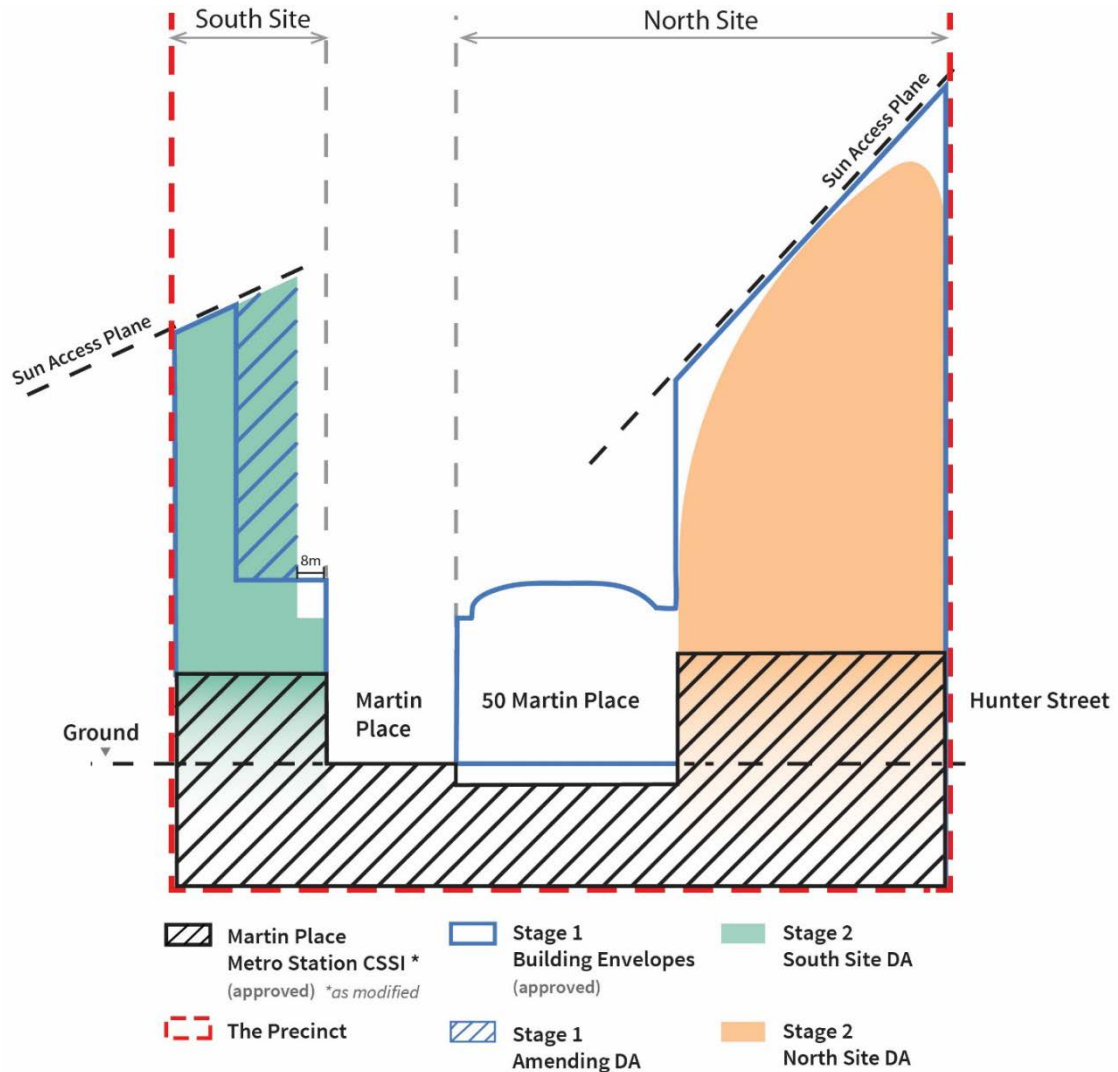 South Site
North Site
Sun Access Plane
Sun Access Plane
8m
Martin
Place
50 Martin Place
Hunter Street
Ground
Martin Place
Metro Station CSSI *
(approved) *as modified
Stage 1
Building Envelopes
(approved)
Stage 2
South Site DA
The Precinct
Stage 1
Amending DA
Stage 2
North Site DA